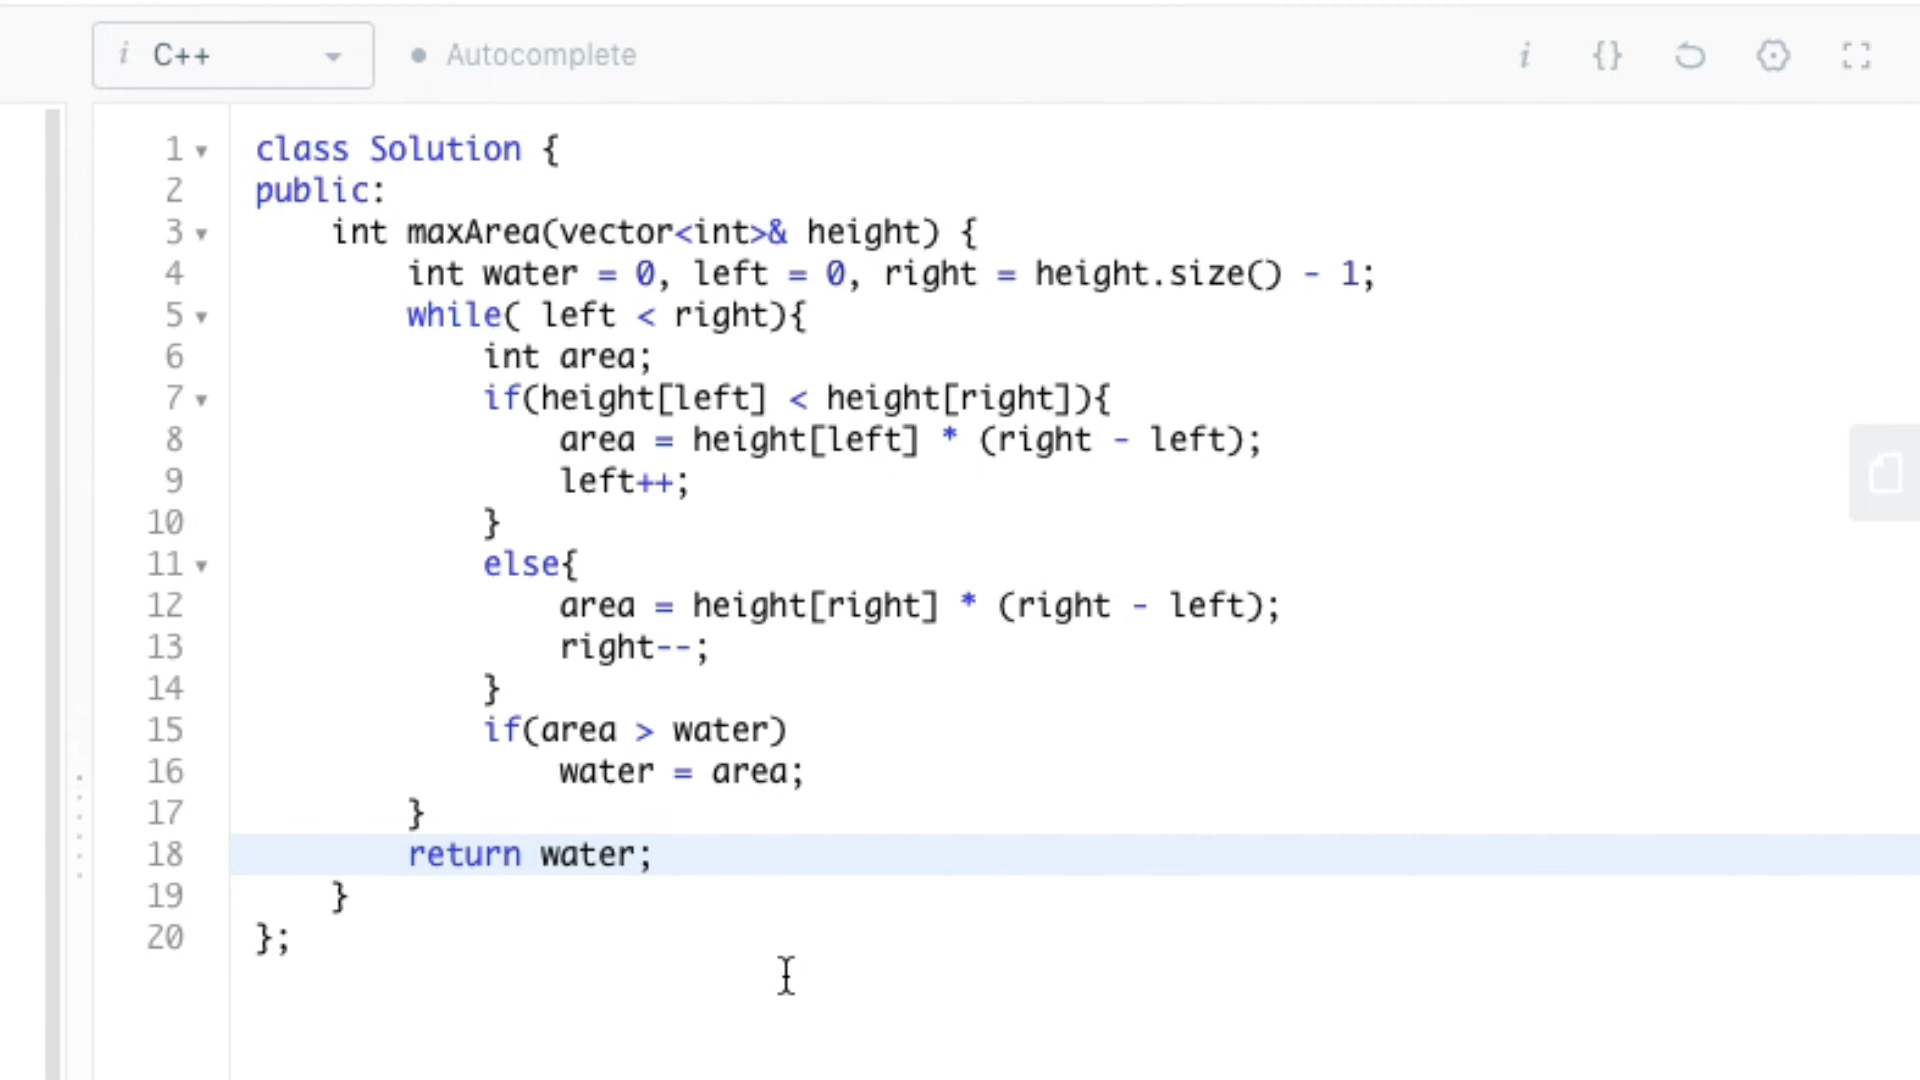 i C++ Autocomplete i {}
1 class Solution {
2 public:
3     int maxArea(vector<int>& height) {
4         int water = 0, left = 0, right = height.size() - 1;
5         while( left < right){
6             int area;
7             if(height[left] < height[right]){
8                 area = height[left] * (right - left);
9                 left++;
10             }
11             else{
12                 area = height[right] * (right - left);
13                 right--;
14             }
15             if(area > water)
16                 water = area;
17         }
18         return water;
19     }
20 };